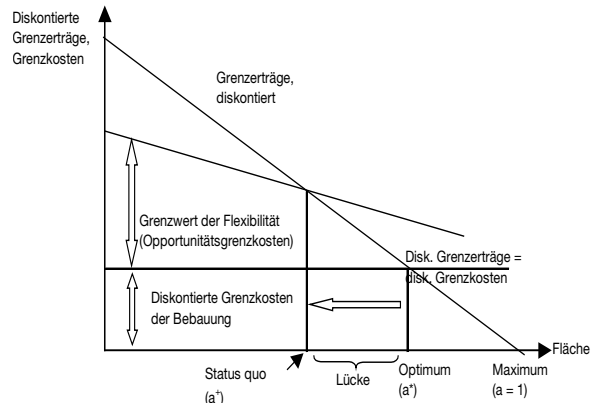 Diskontierte
Grenzerträge,
Grenzkosten
Grenzerträge,
diskontiert
Grenzwert der Flexibilität
(Opportunitätsgrenzkosten)
Disk. Grenzerträge =
disk. Grenzkosten
Diskontierte Grenzkosten
der Bebauung
Fläche
Status quo
(a⁺)
Lücke
Optimum
(a*)
Maximum
(a = 1)